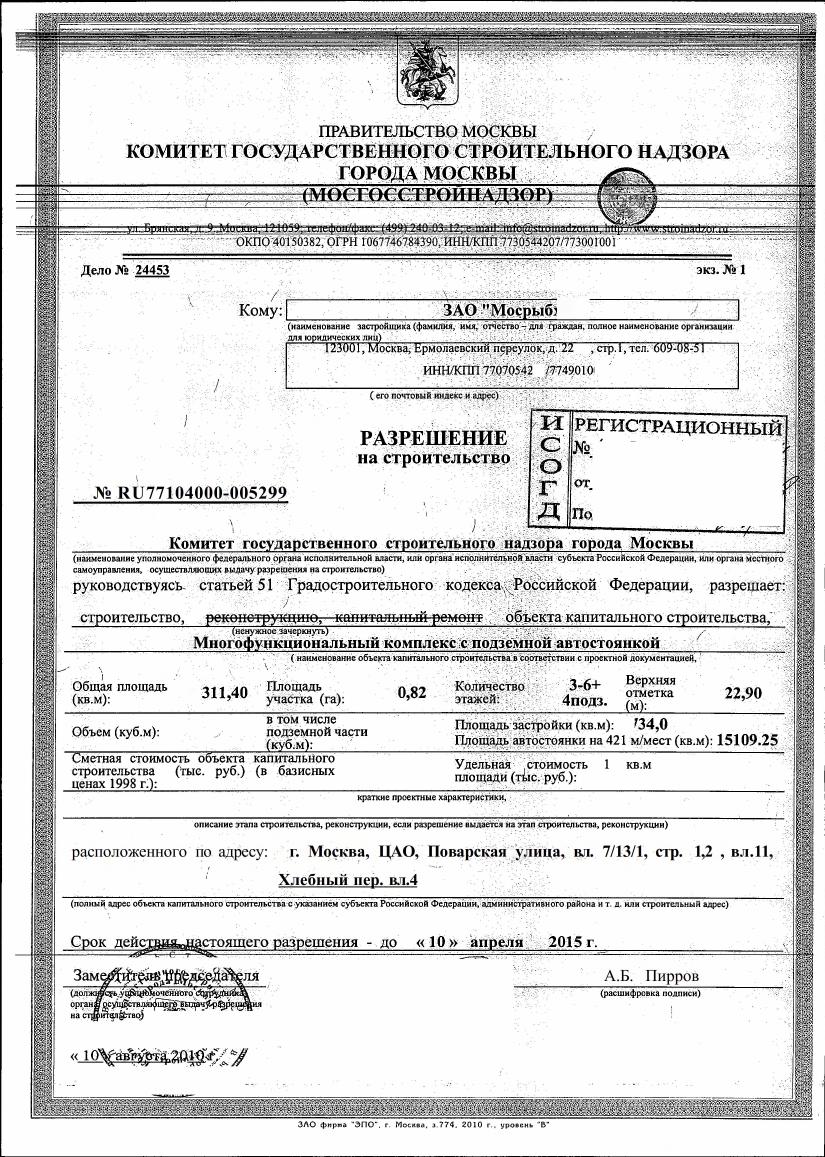 ПРАВИТЕЛЬСТВО МОСКВЫ
КОМИТЕТ ГОСУДАРСТВЕННОГО СТРОИТЕЛЬНОГО НАДЗОРА
ГОРОДА МОСКВЫ
(МОСГОССТРОЙНАДЗОР)
ул. Брянская, д. 9, Москва, 121059; телефон/факс: (499) 240-03-12; e-mail: info@stroinadzor.ru, http://www.stroinadzor.ru
ОКПО 40150382, ОГРН 1067746784390, ИНН/КПП 7730544207/773001001
Дело № 24453 экз. № 1
Кому: ЗАО "Мосрыбх
(наименование застройщика (фамилия, имя, отчество – для граждан, полное наименование организации
для юридических лиц)
123001, Москва, Ермолаевский переулок, д. 22 , стр.1, тел. 609-08-51
ИНН/КПП 77070542 /7749010
( его почтовый индекс и адрес)
РАЗРЕШЕНИЕ
на строительство
ИСОГД
РЕГИСТРАЦИОННЫЙ
№
от
По
№ RU77104000-005299
Комитет государственного строительного надзора города Москвы
(наименование уполномоченного федерального органа исполнительной власти, или органа исполнительной власти субъекта Российской Федерации, или органа местного
самоуправления, осуществляющих выдачу разрешения на строительство)
руководствуясь статьей 51 Градостроительного кодекса Российской Федерации, разрешает:
строительство, реконструкцию, капитальный ремонт объекта капитального строительства,
(ненужное зачеркнуть)
Многофункциональный комплекс с подземной автостоянкой
( наименование объекта капитального строительства в соответствии с проектной документацией,
Общая площадь (кв.м): 311,40 Площадь участка (га): 0,82 Количество этажей: 3-6+ 4подз. Верхняя отметка (м): 22,90
Объем (куб.м): в том числе подземной части (куб.м): Площадь застройки (кв.м): 734,0
Площадь автостоянки на 421 м/мест (кв.м): 15109.25
Сметная стоимость объекта капитального
строительства (тыс. руб.) (в базисных
ценах 1998 г.):
Удельная стоимость 1 кв.м
площади (тыс. руб.):
краткие проектные характеристики,
описание этапа строительства, реконструкции, если разрешение выдается на этап строительства, реконструкции)
расположенного по адресу: г. Москва, ЦАО, Поварская улица, вл. 7/13/1, стр. 1,2 , вл.11,
Хлебный пер. вл.4
(полный адрес объекта капитального строительства с указанием субъекта Российской Федерации, административного района и т. д. или строительный адрес)
Срок действия настоящего разрешения - до « 10 » апреля 2015 г.
Заместитель председателя А.Б. Пирров
(должность уполномоченного сотрудника (расшифровка подписи)
органа, осуществляющего выдачу разрешения
на строительство)
« 10 » августа 2010 г.
ЗАО фирма "ЭПО", г. Москва, з.774, 2010 г., уровень "В"